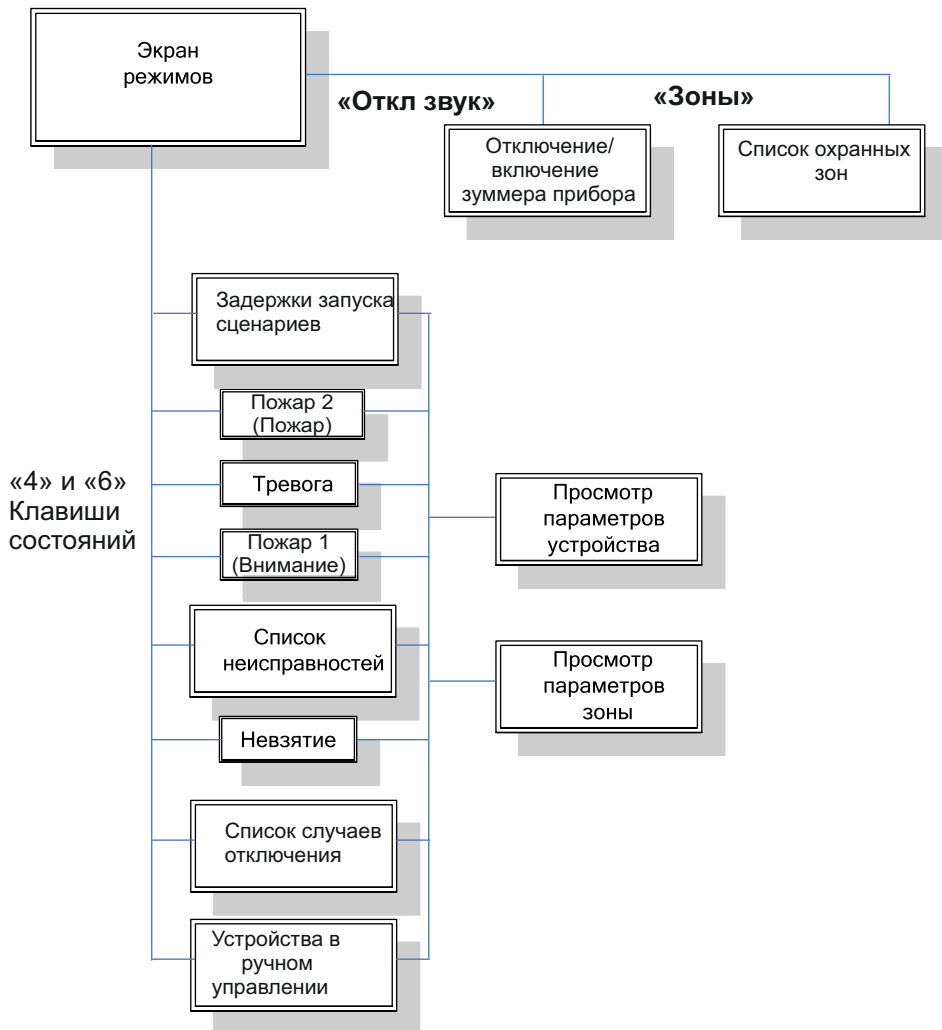 Экран
режимов
«Откл звук»
«Зоны»
Отключение/
включение
зуммера прибора
Список охранных
зон
Задержки запуска
сценариев
Пожар 2
(Пожар)
«4» и «6»
Клавиши
состояний
Тревога
Пожар 1
(Внимание)
Просмотр
параметров
устройства
Список
неисправностей
Просмотр
параметров
зоны
Невзятие
Список случаев
отключения
Устройства в
ручном
управлении